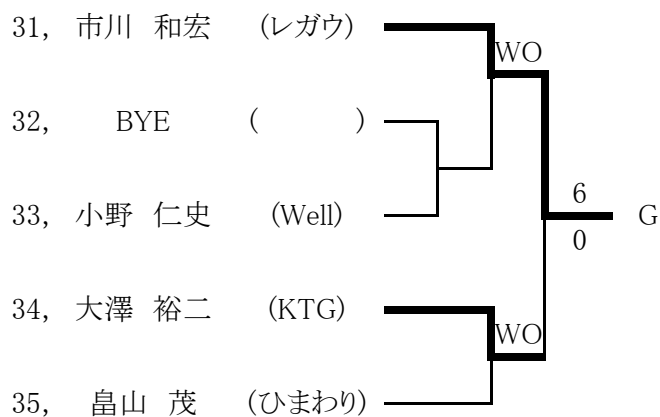 31, 市川 和宏 (レガウ)
WO
32, BYE ( )
33, 小野 仁史 (Well)
6
0
G
34, 大澤 裕二 (KTG)
WO
35, 畠山 茂 (ひまわり)